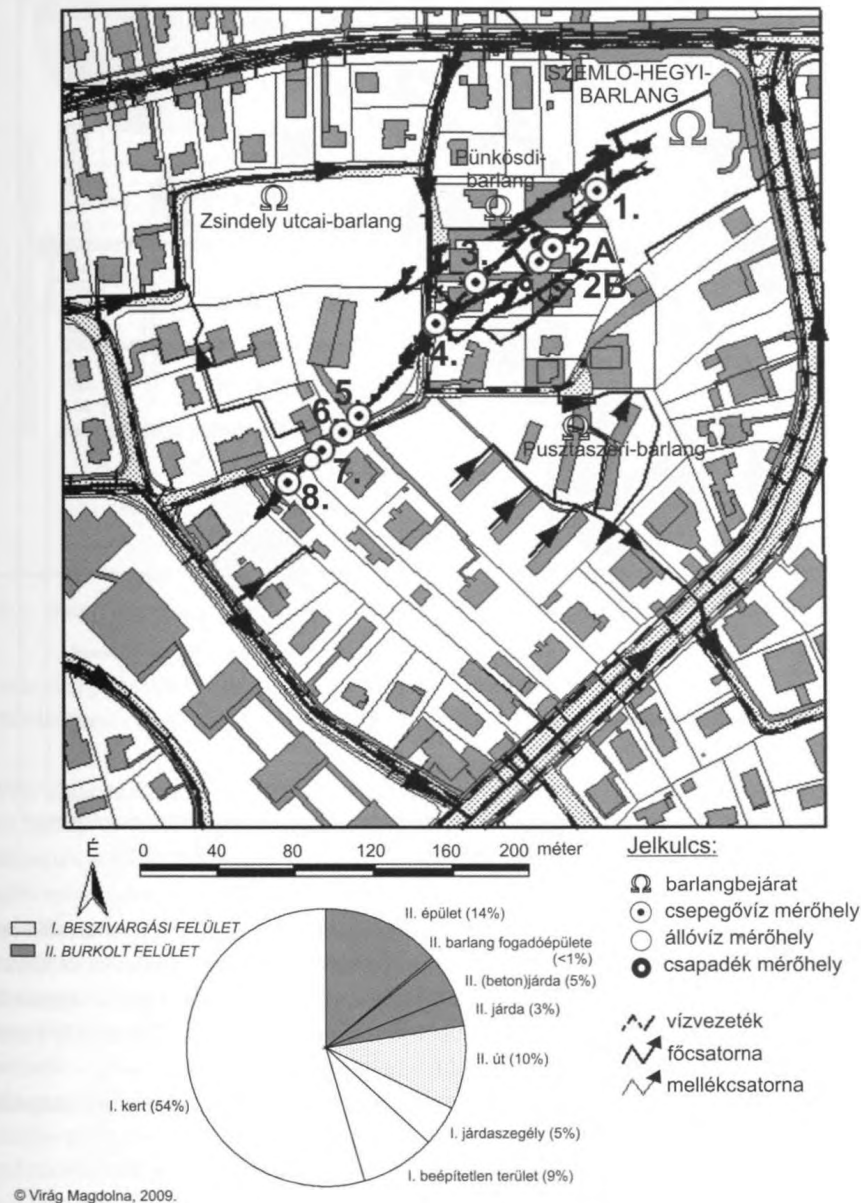 SZEMLŐ-HEGYI-
BARLANG
Pünkösdi-
barlang
Zsindely utcai-barlang
1.
2A.
2B.
3.
4.
5.
6.
7.
8.
Pusztaszeri-barlang
É
0 40 80 120 160 200 méter
I. BESZIVÁRGÁSI FELÜLET
II. BURKOLT FELÜLET
II. épület (14%)
II. barlang fogadóépülete
(<1%)
II. (beton)járda (5%)
II. járda (3%)
II. út (10%)
I. járdaszegély (5%)
I. beépítetlen terület (9%)
I. kert (54%)
Jelkulcs:
barlangbejárat
csepegővíz mérőhely
állóvíz mérőhely
csapadék mérőhely
vízvezeték
főcsatorna
mellékcsatorna
© Virág Magdolna, 2009.